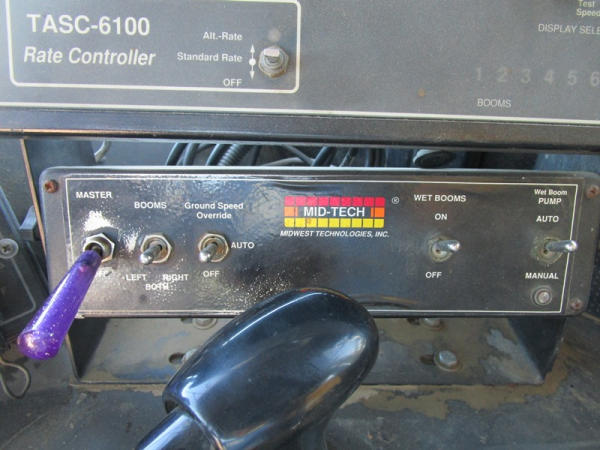 TASC-6100
Rate Controller
Alt.-Rate
Standard Rate
OFF
Test
Speed
DISPLAY SELE
1 2 3 4 5 6
BOOMS
MASTER
ON
BOOMS
LEFT RIGHT
BOTH
Ground Speed
Override
AUTO
OFF
MID-TECH ®
MIDWEST TECHNOLOGIES, INC.
WET BOOMS
ON
OFF
Wet Boom
PUMP
AUTO
MANUAL